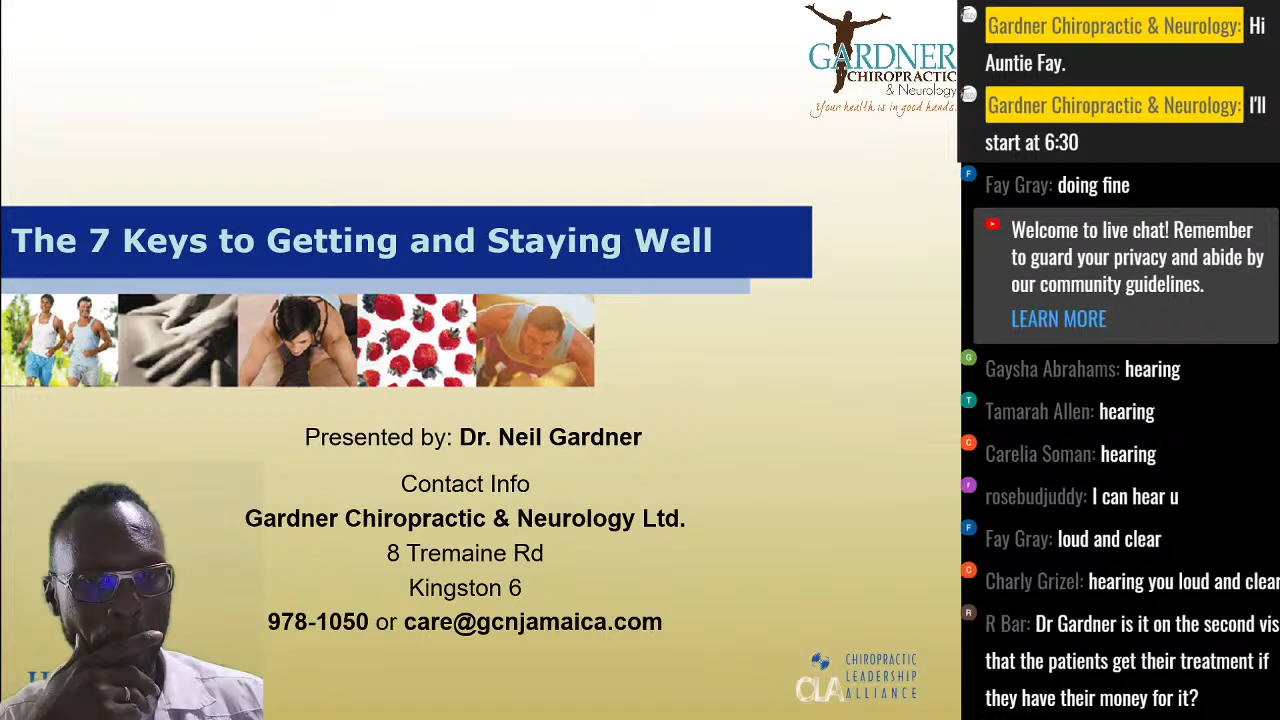 GARDNER
CHIROPRACTIC
& Neurology
Your health is in good hands.
The 7 Keys to Getting and Staying Well
Presented by: Dr. Neil Gardner
Contact Info
Gardner Chiropractic & Neurology Ltd.
8 Tremaine Rd
Kingston 6
978-1050 or care@gcnjamaica.com
CLA
CHIROPRACTIC
LEADERSHIP
ALLIANCE
Gardner Chiropractic & Neurology: Hi
Auntie Fay.
Gardner Chiropractic & Neurology: I'll
start at 6:30
F Fay Gray: doing fine
Welcome to live chat! Remember
to guard your privacy and abide by
our community guidelines.
LEARN MORE
G Gaysha Abrahams: hearing
T Tamarah Allen: hearing
C Carelia Soman: hearing
r rosebudjuddy: I can hear u
F Fay Gray: loud and clear
C Charly Grizel: hearing you loud and clear
R R Bar: Dr Gardner is it on the second vis
that the patients get their treatment if
they have their money for it?